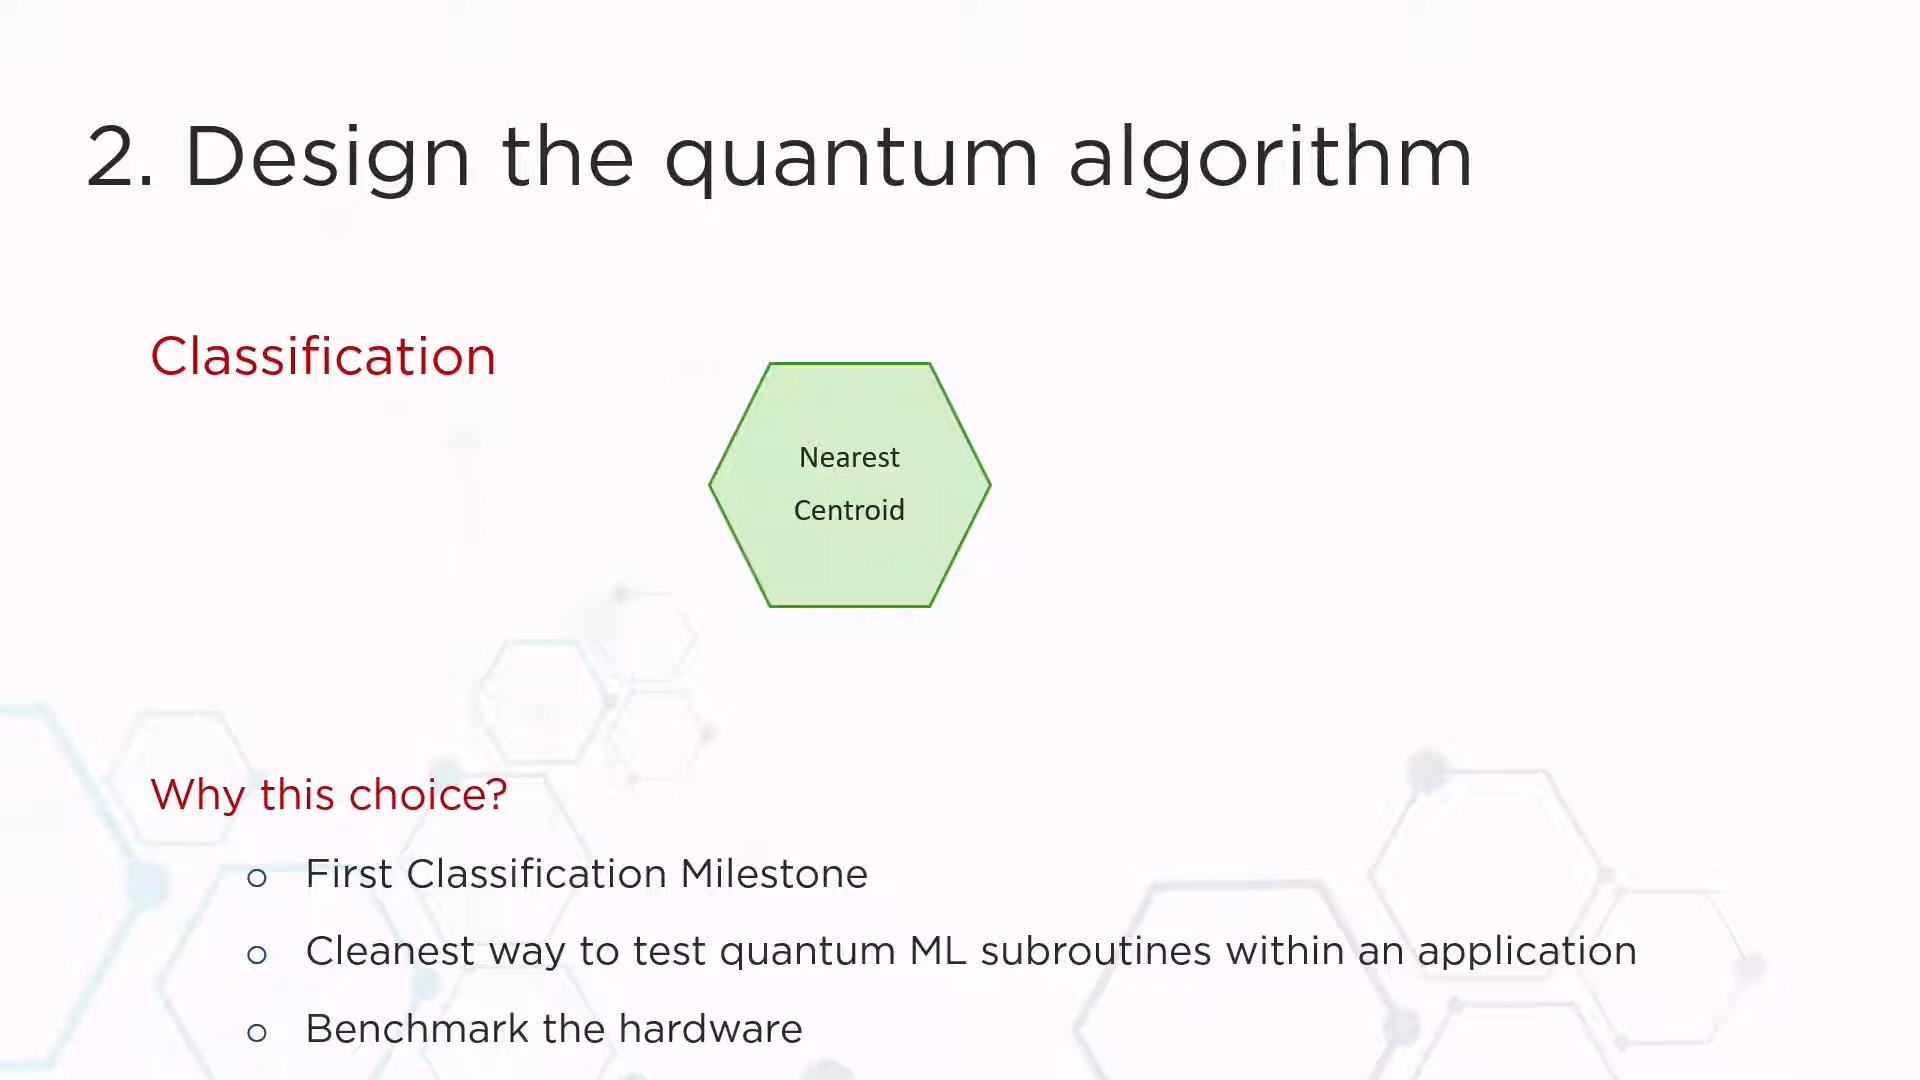 2. Design the quantum algorithm
Classification
Nearest
Centroid
Why this choice?
First Classification Milestone
Cleanest way to test quantum ML subroutines within an application
Benchmark the hardware